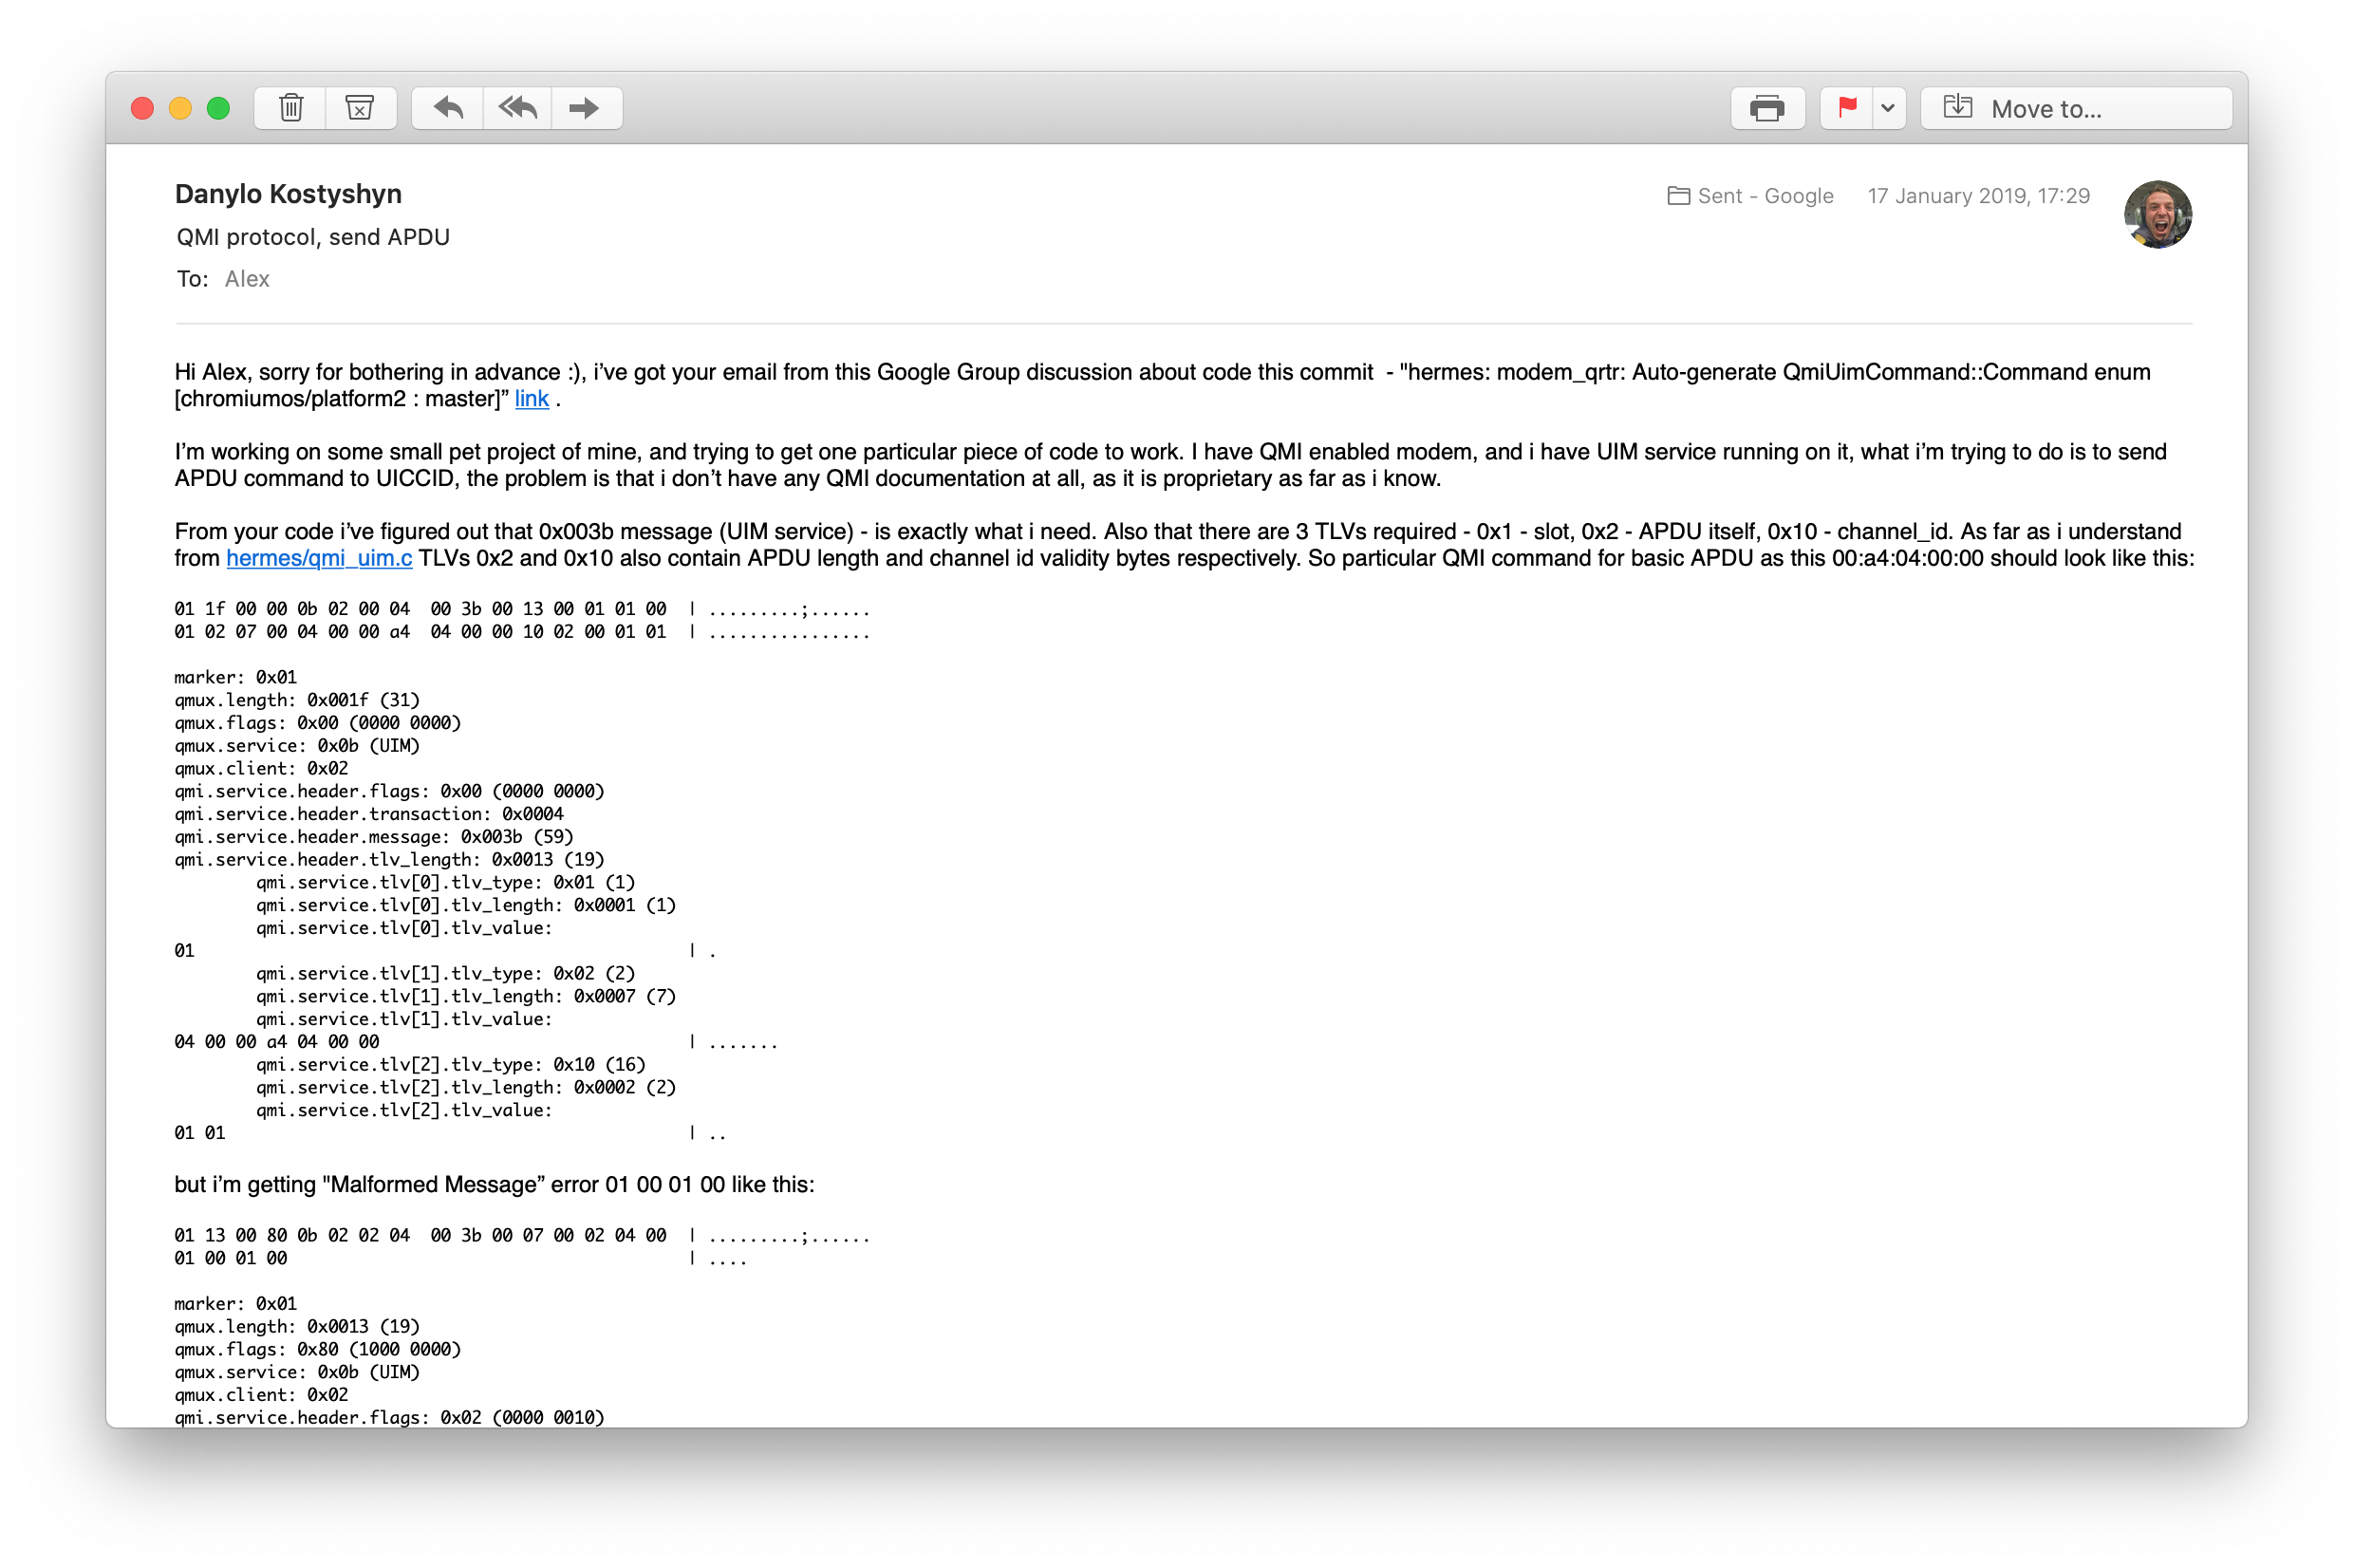 Move to...
Danylo Kostyshyn
Sent - Google 17 January 2019, 17:29
QMI protocol, send APDU
To: Alex
Hi Alex, sorry for bothering in advance :), i’ve got your email from this Google Group discussion about code this commit  - "hermes: modem_qrtr: Auto-generate QmiUimCommand::Command enum
[chromiumos/platform2 : master]” link .
I’m working on some small pet project of mine, and trying to get one particular piece of code to work. I have QMI enabled modem, and i have UIM service running on it, what i’m trying to do is to send
APDU command to UICCID, the problem is that i don’t have any QMI documentation at all, as it is proprietary as far as i know.
From your code i’ve figured out that 0x003b message (UIM service) - is exactly what i need. Also that there are 3 TLVs required - 0x1 - slot, 0x2 - APDU itself, 0x10 - channel_id. As far as i understand
from hermes/qmi_uim.c TLVs 0x2 and 0x10 also contain APDU length and channel id validity bytes respectively. So particular QMI command for basic APDU as this 00:a4:04:00:00 should look like this:
01 1f 00 00 0b 02 00 04  00 3b 00 13 00 01 01 00  | .........;......
01 02 07 00 04 00 00 a4  04 00 00 10 02 00 01 01  | ................
marker: 0x01
qmux.length: 0x001f (31)
qmux.flags: 0x00 (0000 0000)
qmux.service: 0x0b (UIM)
qmux.client: 0x02
qmi.service.header.flags: 0x00 (0000 0000)
qmi.service.header.transaction: 0x0004
qmi.service.header.message: 0x003b (59)
qmi.service.header.tlv_length: 0x0013 (19)
qmi.service.tlv[0].tlv_type: 0x01 (1)
qmi.service.tlv[0].tlv_length: 0x0001 (1)
qmi.service.tlv[0].tlv_value:
01 | .
qmi.service.tlv[1].tlv_type: 0x02 (2)
qmi.service.tlv[1].tlv_length: 0x0007 (7)
qmi.service.tlv[1].tlv_value:
04 00 00 a4 04 00 00 | .......
qmi.service.tlv[2].tlv_type: 0x10 (16)
qmi.service.tlv[2].tlv_length: 0x0002 (2)
qmi.service.tlv[2].tlv_value:
01 01 | ..
but i’m getting "Malformed Message” error 01 00 01 00 like this:
01 13 00 80 0b 02 02 04  00 3b 00 07 00 02 04 00  | .........;......
01 00 01 00 | ....
marker: 0x01
qmux.length: 0x0013 (19)
qmux.flags: 0x80 (1000 0000)
qmux.service: 0x0b (UIM)
qmux.client: 0x02
qmi.service.header.flags: 0x02 (0000 0010)